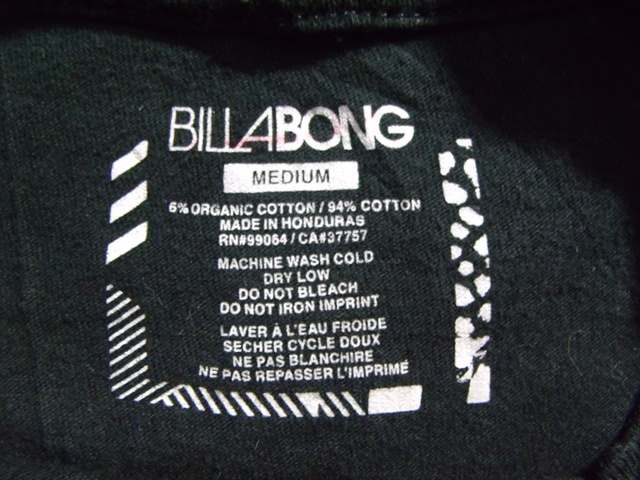 BILLABONG
MEDIUM
6% ORGANIC COTTON / 94% COTTON
MADE IN HONDURAS
RN#99064 / CA#37757
MACHINE WASH COLD
DRY LOW
DO NOT BLEACH
DO NOT IRON IMPRINT
LAVER À L'EAU FROIDE
SECHER CYCLE DOUX
NE PAS BLANCHIRE
NE PAS REPASSER L'IMPRIMÉ